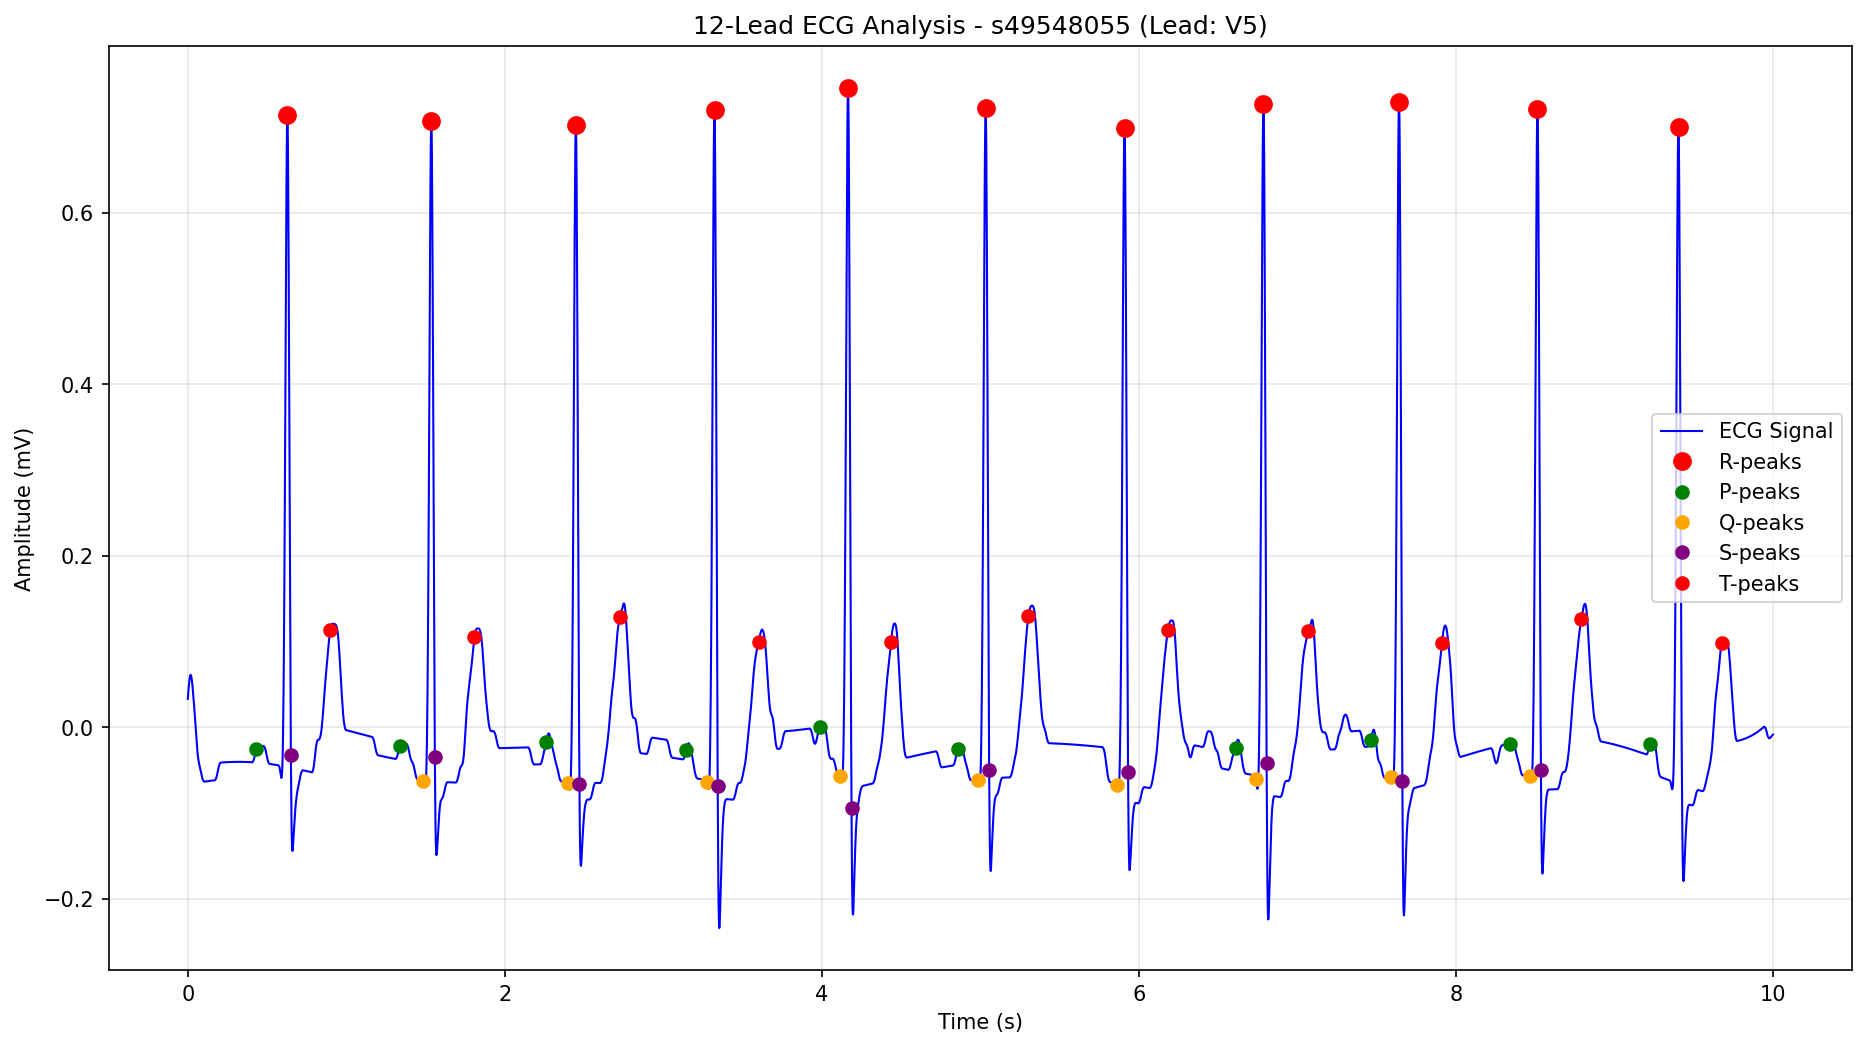 12-Lead ECG Analysis - s49548055 (Lead: V5)
Amplitude (mV)
0.6
0.4
0.2
0.0
−0.2
ECG Signal
R-peaks
P-peaks
Q-peaks
S-peaks
T-peaks
0 2 4 6 8 10
Time (s)